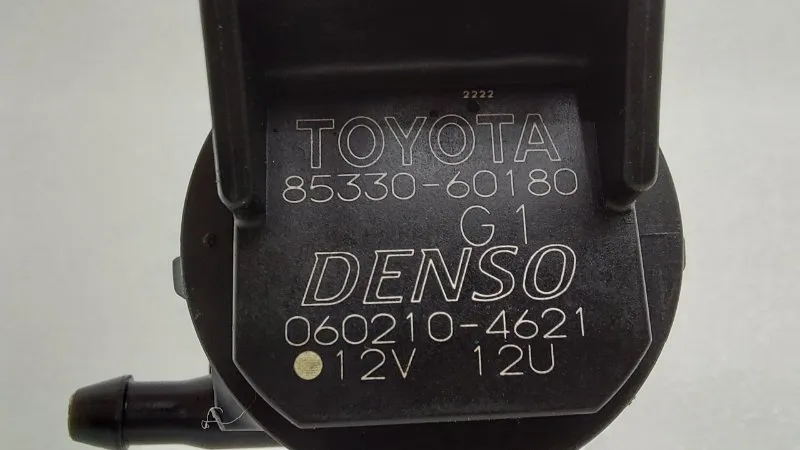 2222
TOYOTA
85330-60180
G1
DENSO
060210-4621
12V 12U